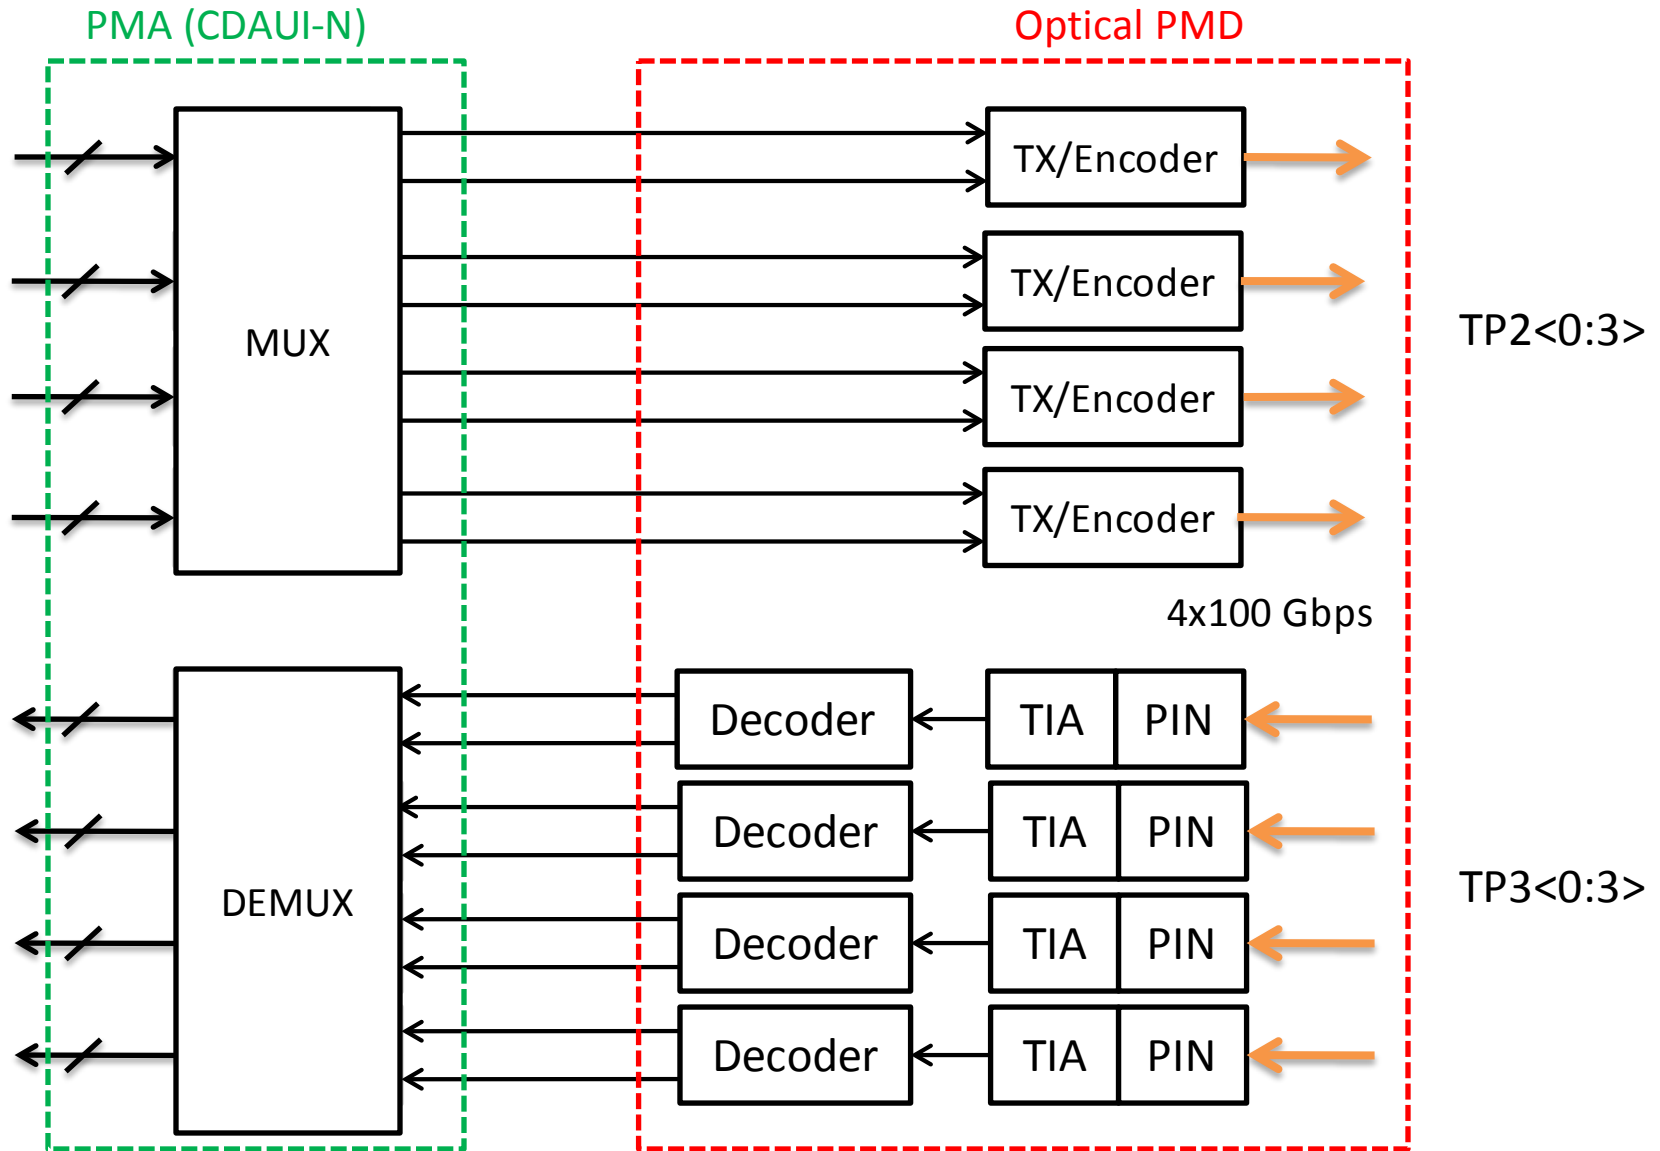 PMA (CDAUI-N)
Optical PMD
TX/Encoder
TX/Encoder
MUX
TP2<0:3>
TX/Encoder
TX/Encoder
4x100 Gbps
Decoder
TIA
PIN
Decoder
TIA
PIN
DEMUX
TP3<0:3>
Decoder
TIA
PIN
Decoder
TIA
PIN